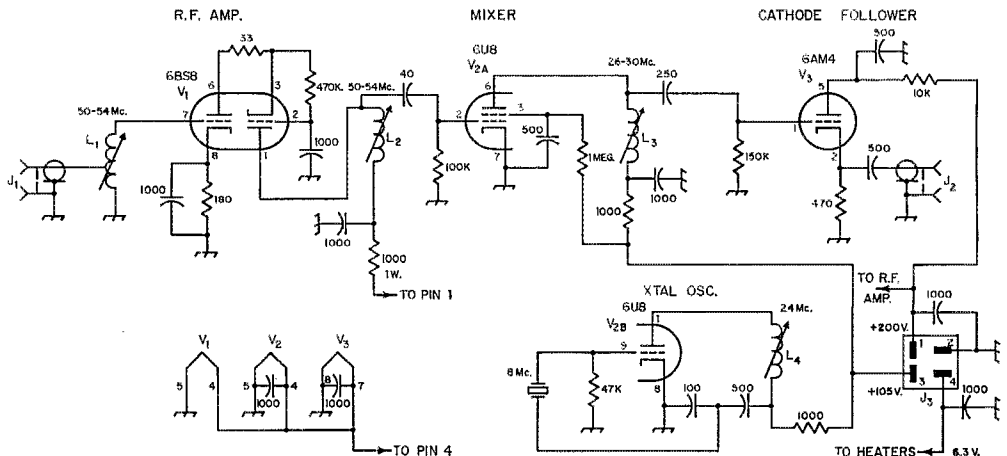 R.F. AMP.
MIXER
CATHODE FOLLOWER
33
6BS8
V1
6
3
7
2
8
1
470K
50-54Mc.
L1
J1
1000
180
1000
50-54Mc.
L2
40
1000
1000
1W.
TO PIN 1
100K
6U8
V2A
6
2
3
7
500
1 MEG.
26-30Mc.
L3
250
1000
1000
150K
6AM4
V3
5
1
2
500
10K
500
470
J2
XTAL OSC.
6U8
V2B
1
9
8
8 Mc.
47K
100
500
24Mc.
L4
1000
TO R.F.
AMP.
1000
+200V.
1
2
3
4
+105V.
J3
1000
TO HEATERS
6.3 V.
V1
V2
V3
5
4
5
4
8
7
1000
1000
TO PIN 4